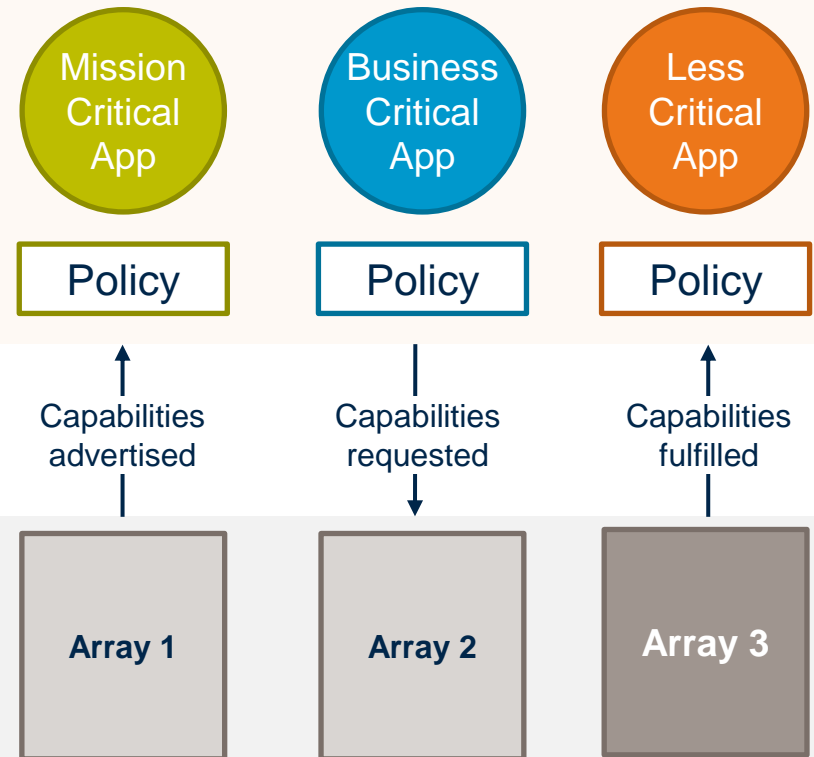 Mission
Critical
App
Business
Critical
App
Less
Critical
App
Policy
Policy
Policy
Capabilities
advertised
Capabilities
requested
Capabilities
fulfilled
Array 1
Array 2
Array 3